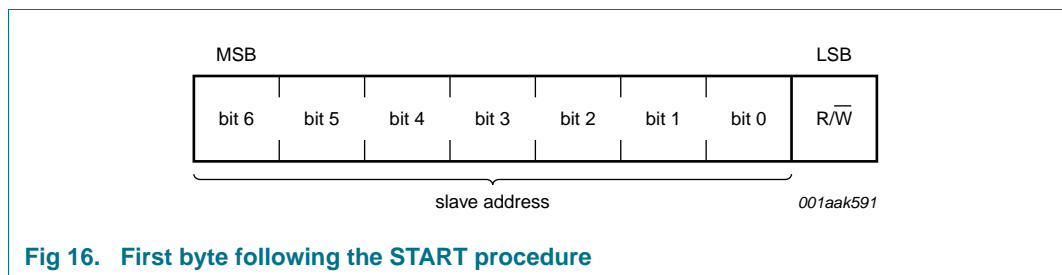 MSB LSB
bit 6 bit 5 bit 4 bit 3 bit 2 bit 1 bit 0 R/W̅
slave address 001aak591
Fig 16. First byte following the START procedure